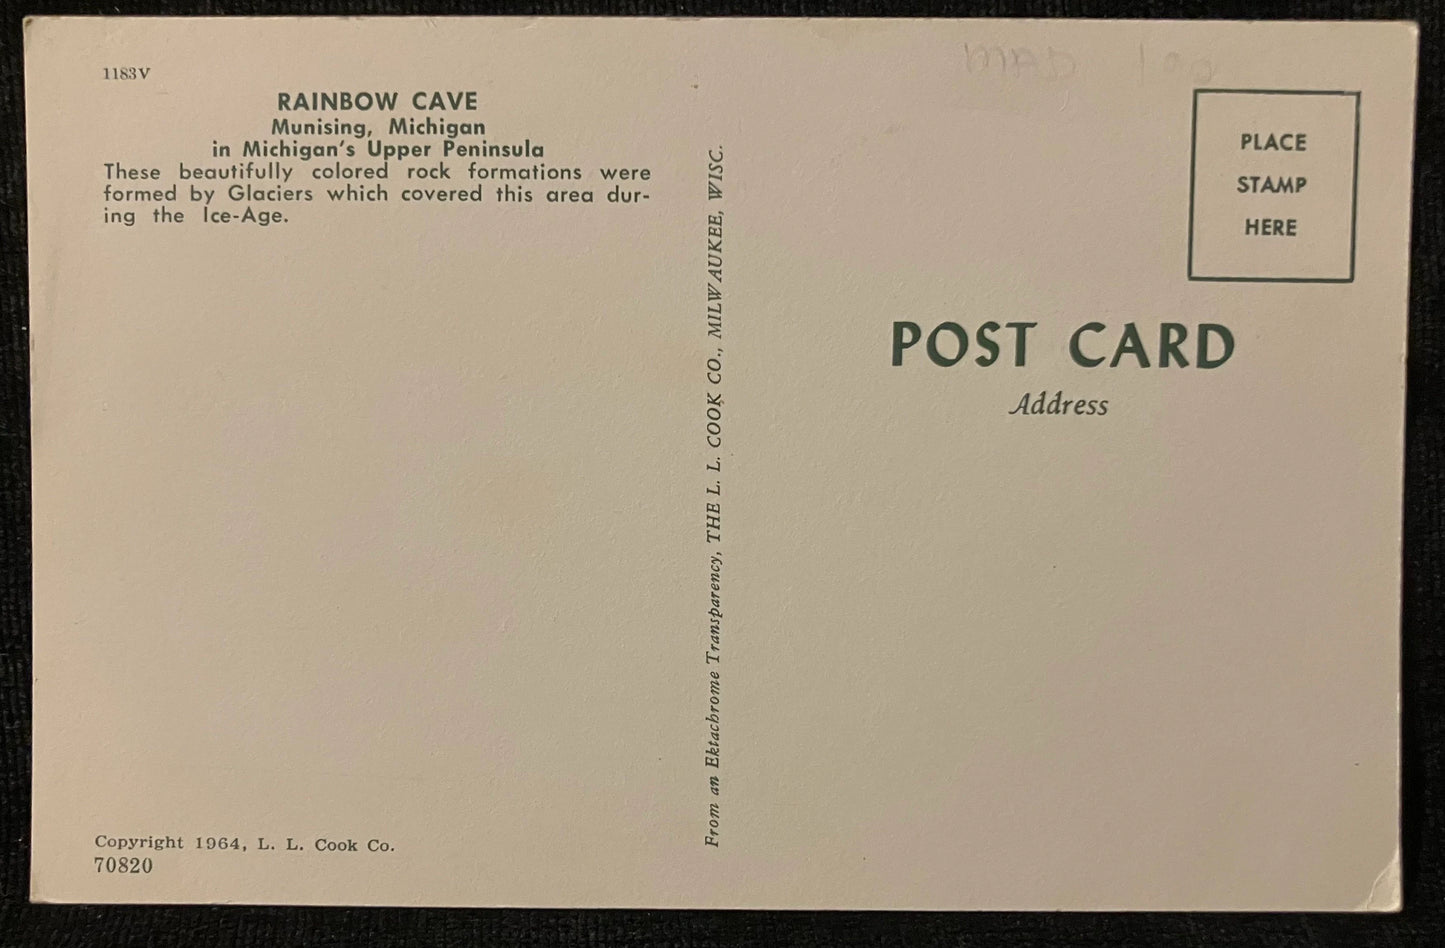 1183V
RAINBOW CAVE
Munising, Michigan
in Michigan's Upper Peninsula
These beautifully colored rock formations were
formed by Glaciers which covered this area dur-
ing the Ice-Age.
Copyright 1964, L. L. Cook Co.
70820
From an Ektachrome Transparency, THE L. L. COOK CO., MILWAUKEE, WISC.
PLACE
STAMP
HERE
POST CARD
Address